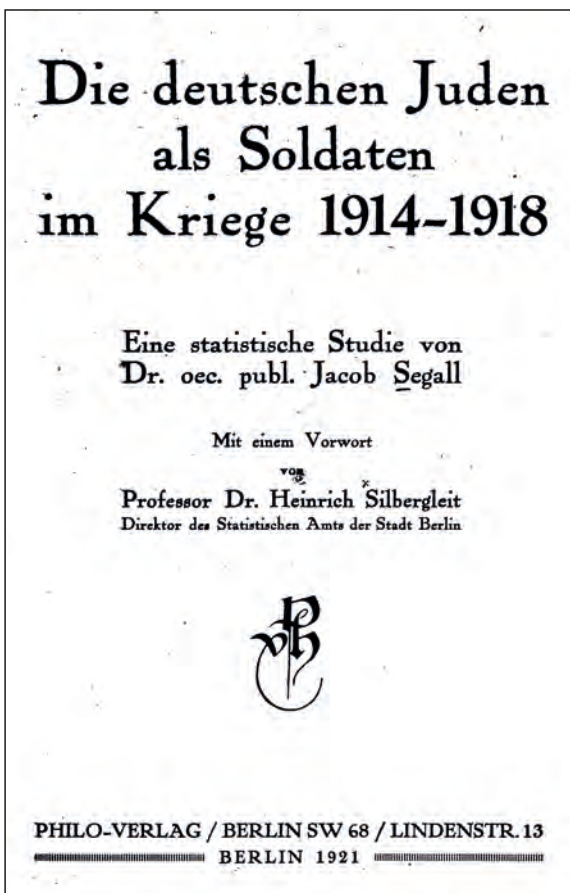 Die deutschen Juden
als Soldaten
im Kriege 1914-1918
Eine statistische Studie von
Dr. oec. publ. Jacob Segall
Mit einem Vorwort
von
Professor Dr. Heinrich Silbergleit
Direktor des Statistischen Amts der Stadt Berlin
PHILO-VERLAG / BERLIN SW 68 / LINDENSTR. 13
BERLIN 1921